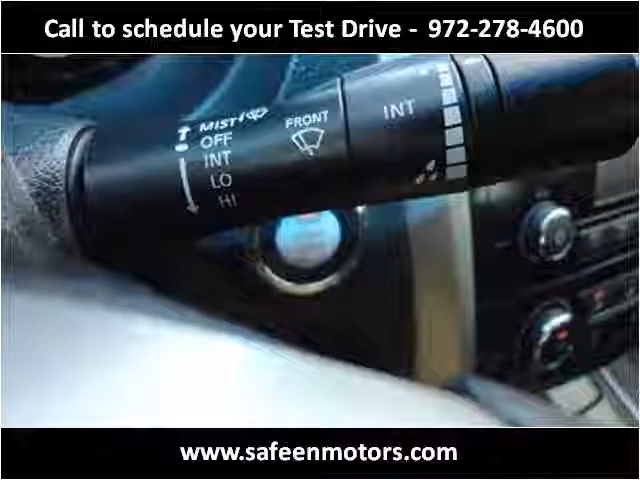 Call to schedule your Test Drive - 972-278-4600
MIST
OFF
INT
LO
HI
FRONT
INT
www.safeenmotors.com